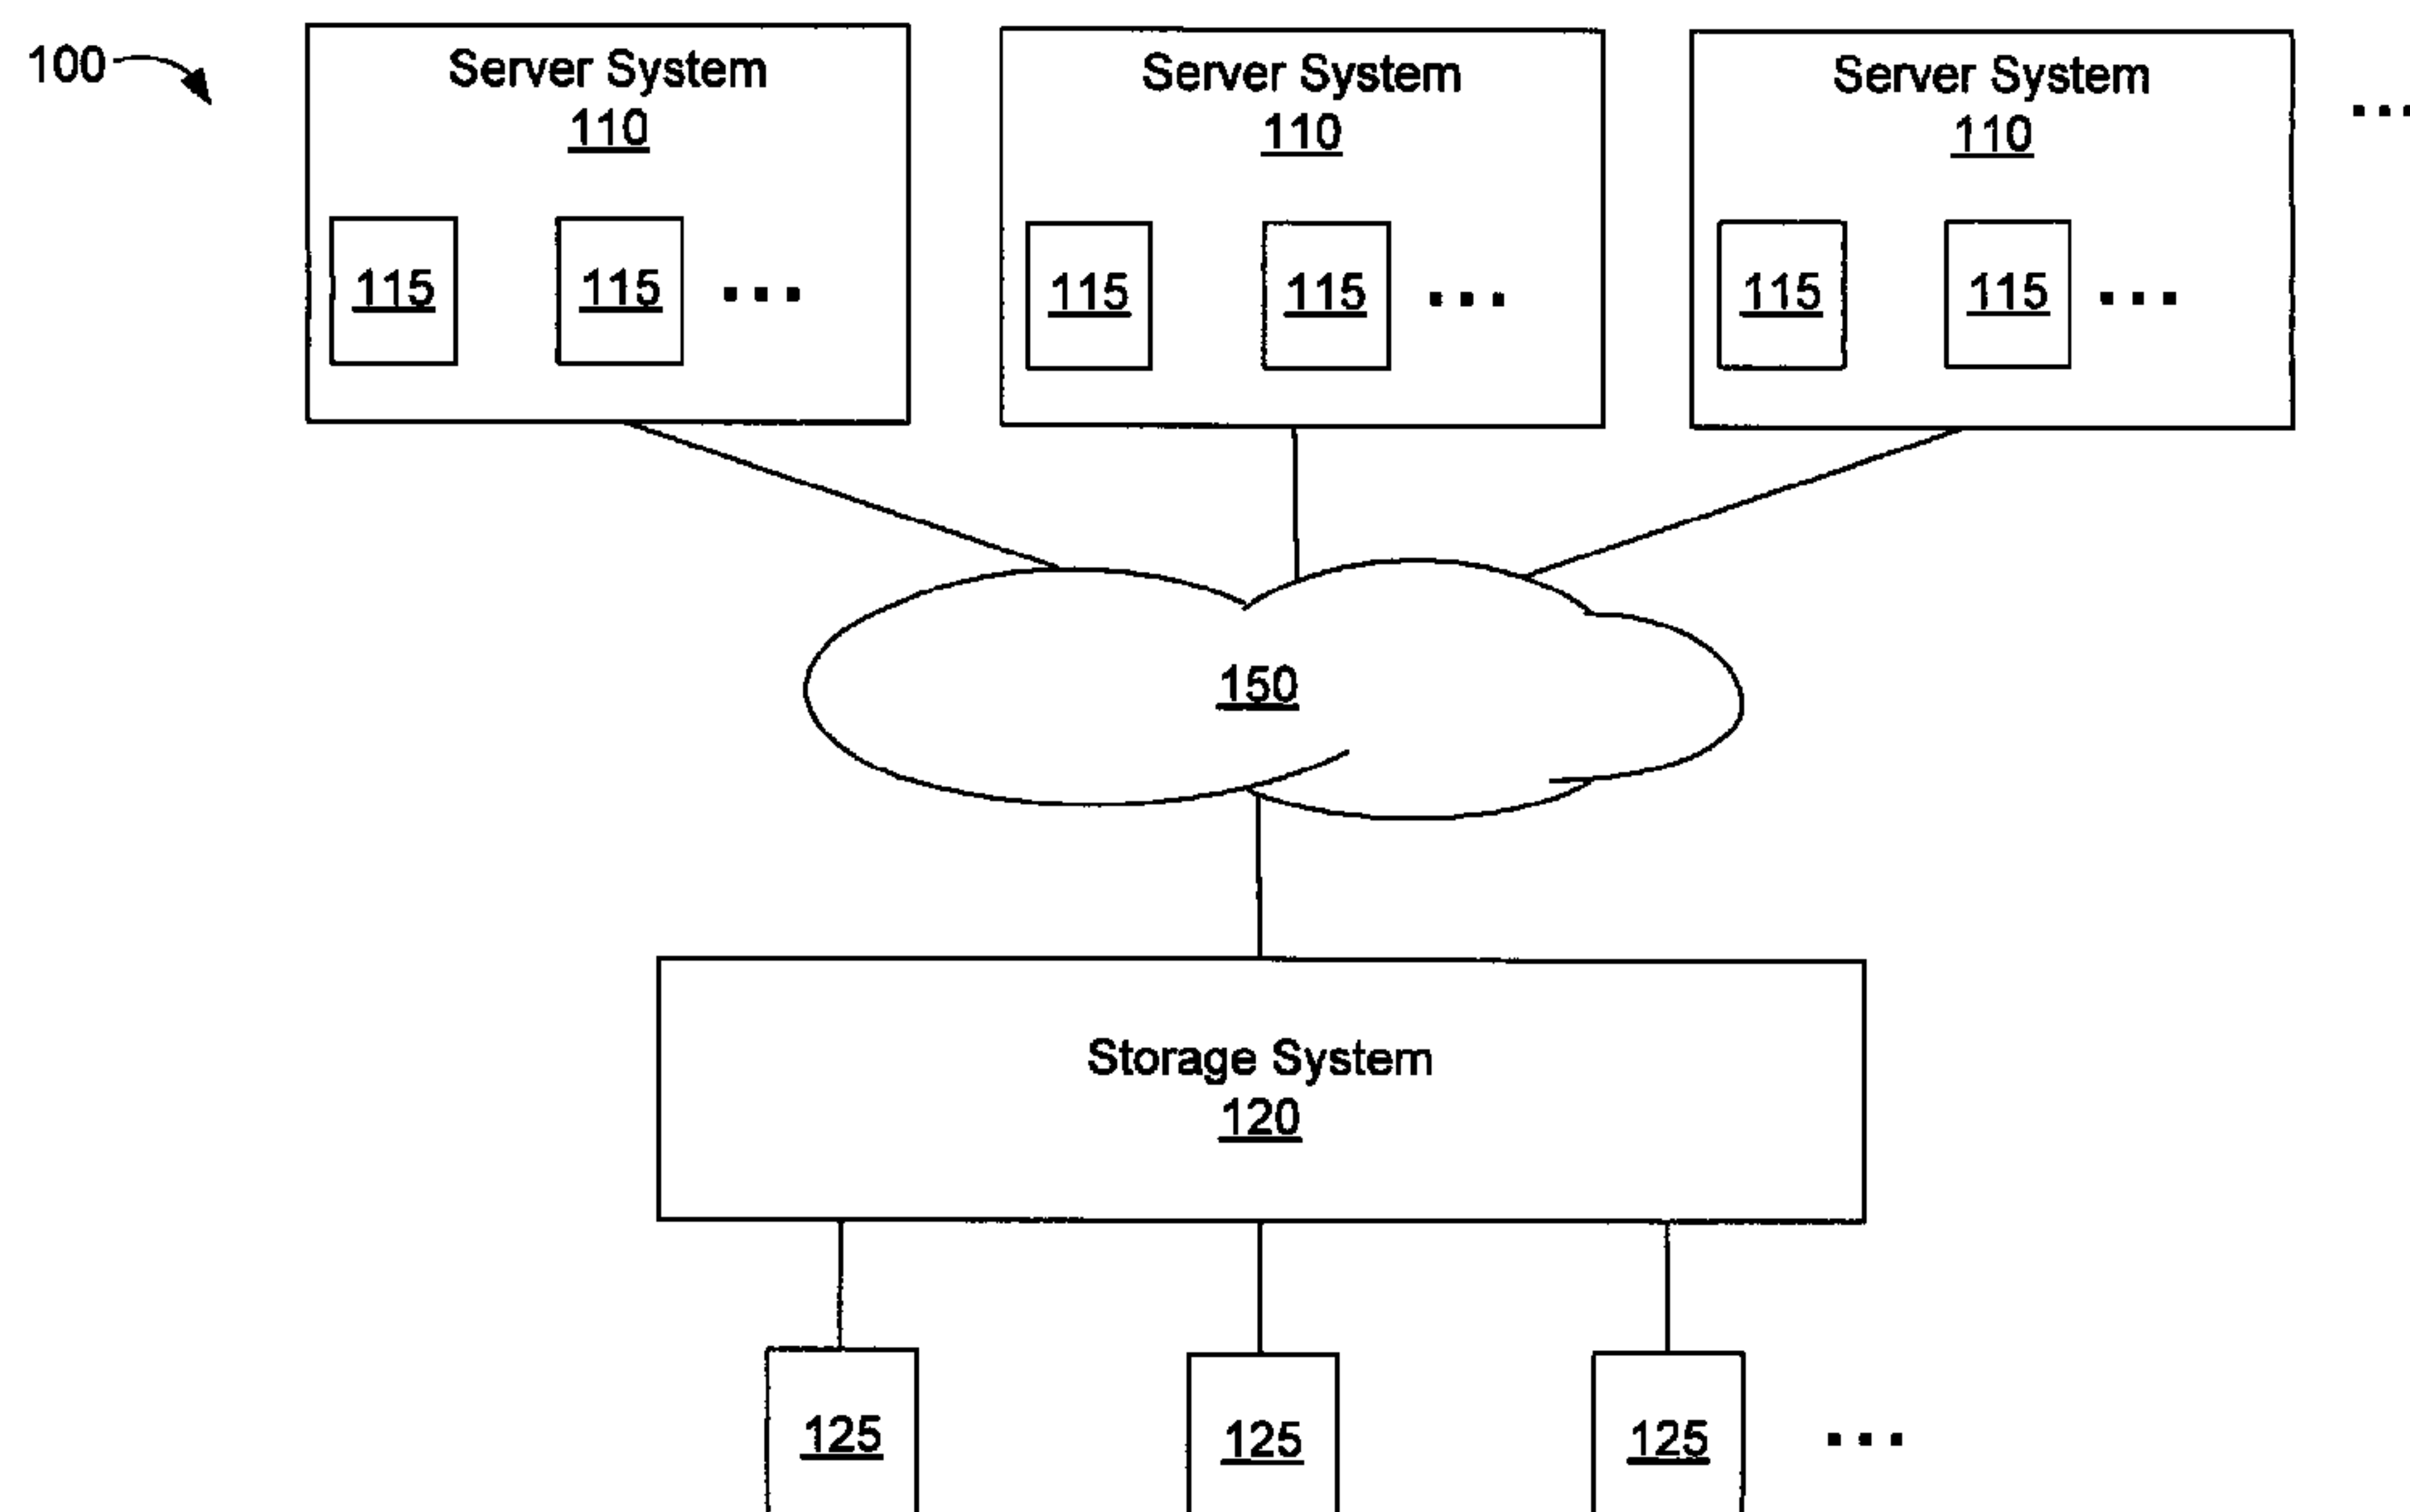 100
Server System
110
115 115 ...
Server System
110
115 115 ...
Server System
110
115 115 ...
...
150
Storage System
120
125 125 125 ...